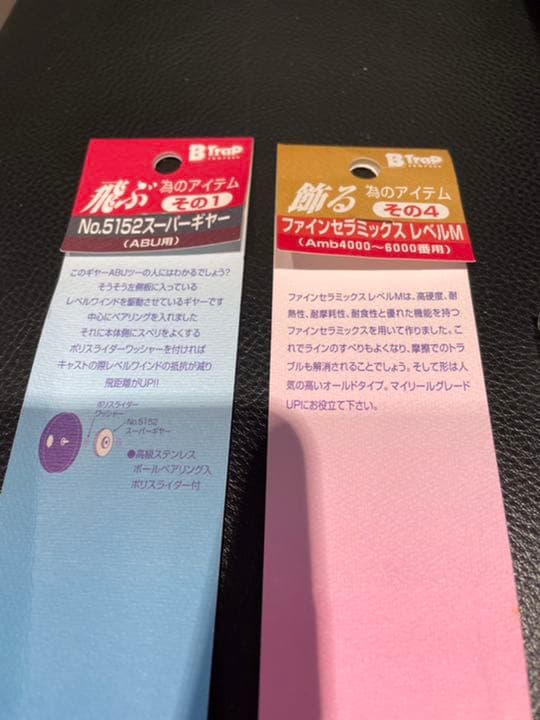 B TraP
飛ぶ 為のアイテム
その1
No.5152スーパーギヤー
(ABU用)
このギヤーABUツーの人にはわかるでしょう?
そうそう左側板に入っている
レベルワインドを駆動させているギヤーです
中心にベアリングを入れました
それに本体側にスベリをよくする
ポリスライダーワッシャーを付ければ
キャストの際レベルワインドの抵抗が減り
飛距離がUP!!
ポリスライダー
ワッシャー
No.5152
スーパーギヤー
●高級ステンレス
ボールベアリング入
ポリスライダー付
B TraP
飾る 為のアイテム
その4
ファインセラミックス レベルM
(Amb4000〜6000番用)
ファインセラミックス レベルMは、高硬度、耐
熱性、耐摩耗性、耐食性と優れた機能を持つ
ファインセラミックスを用いて作りました。こ
れでラインのすべりもよくなり、摩擦でのトラ
ブルも解消されることでしょう。そして形は人
気の高いオールドタイプ。マイリールグレード
UPにお役立て下さい。